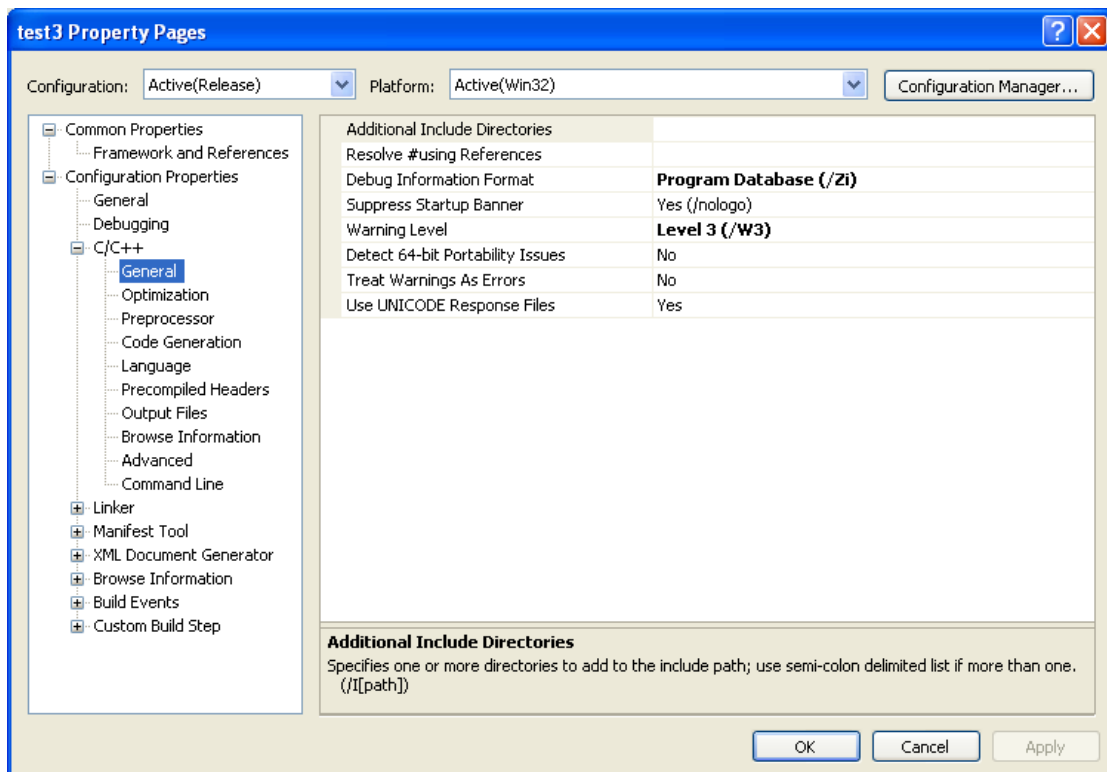 test3 Property Pages
Configuration: Active(Release) Platform: Active(Win32) Configuration Manager...
Common Properties
Framework and References
Configuration Properties
General
Debugging
C/C++
General
Optimization
Preprocessor
Code Generation
Language
Precompiled Headers
Output Files
Browse Information
Advanced
Command Line
Linker
Manifest Tool
XML Document Generator
Browse Information
Build Events
Custom Build Step
Additional Include Directories
Resolve #using References
Debug Information Format Program Database (/Zi)
Suppress Startup Banner Yes (/nologo)
Warning Level Level 3 (/W3)
Detect 64-bit Portability Issues No
Treat Warnings As Errors No
Use UNICODE Response Files Yes
Additional Include Directories
Specifies one or more directories to add to the include path; use semi-colon delimited list if more than one.
(/I[path])
OK Cancel Apply